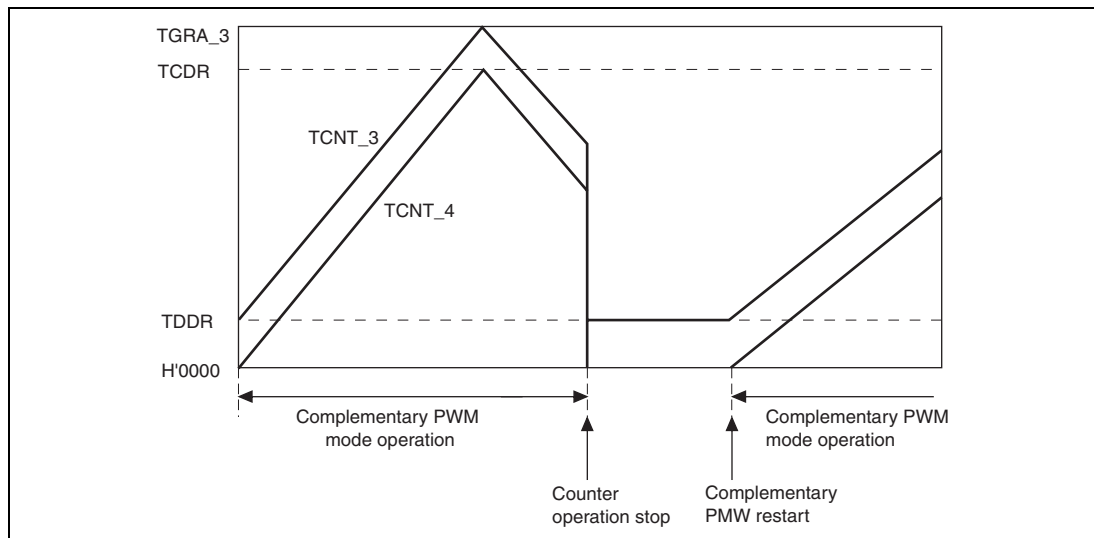 TGRA_3
TCDR
TCNT_3
TCNT_4
TDDR
H'0000
Complementary PWM
mode operation
Complementary PWM
mode operation
Counter
operation stop
Complementary
PMW restart